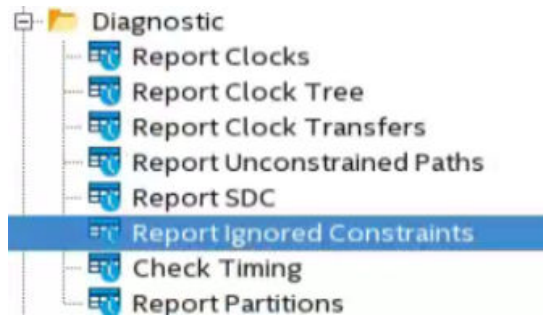 Diagnostic
Report Clocks
Report Clock Tree
Report Clock Transfers
Report Unconstrained Paths
Report SDC
Report Ignored Constraints
Check Timing
Report Partitions